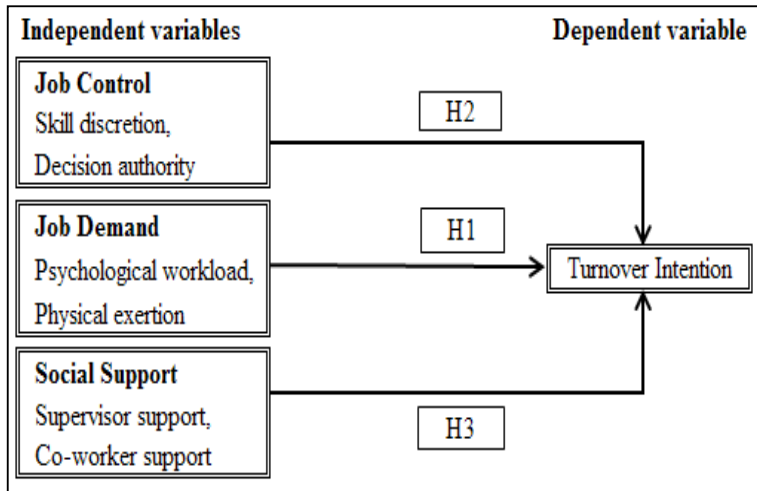 Independent variables
Dependent variable
Job Control
Skill discretion,
Decision authority
H2
Job Demand
Psychological workload,
Physical exertion
H1
Turnover Intention
Social Support
Supervisor support,
Co-worker support
H3